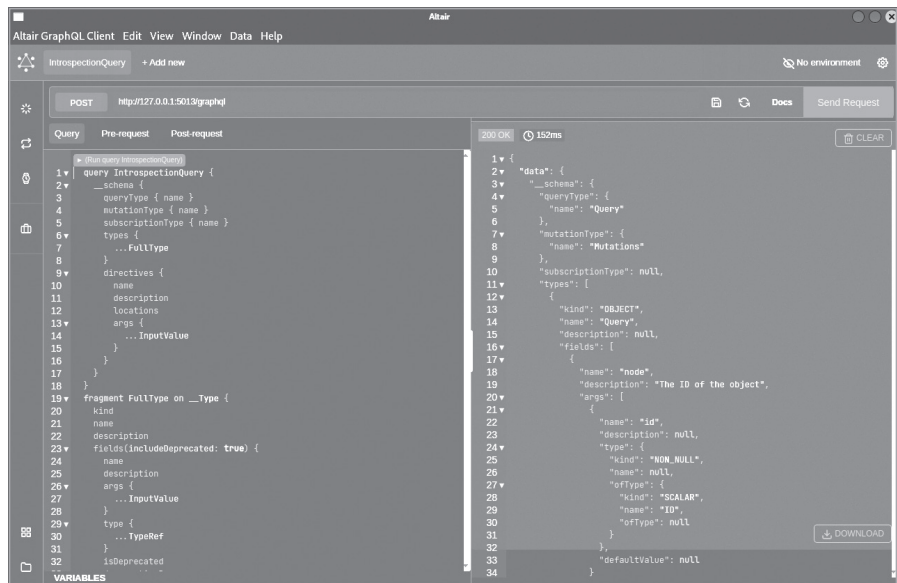 Altair
Altair GraphQL Client Edit View Window Data Help
IntrospectionQuery + Add new No environment
POST http://127.0.0.1:5013/graphql Docs Send Request
Query Pre-request Post-request
▸ (Run query IntrospectionQuery)
1 query IntrospectionQuery {
2 __schema {
3 queryType { name }
4 mutationType { name }
5 subscriptionType { name }
6 types {
7 ...FullType
8 }
9 directives {
10 name
11 description
12 locations
13 args {
14 ...InputValue
15 }
16 }
17 }
18 }
19 fragment FullType on __Type {
20 kind
21 name
22 description
23 fields(includeDeprecated: true) {
24 name
25 description
26 args {
27 ...InputValue
28 }
29 type {
30 ...TypeRef
31 }
32 isDeprecated
VARIABLES
200 OK 152ms
CLEAR
1 {
2 "data": {
3 "__schema": {
4 "queryType": {
5 "name": "Query"
6 },
7 "mutationType": {
8 "name": "Mutations"
9 },
10 "subscriptionType": null,
11 "types": [
12 {
13 "kind": "OBJECT",
14 "name": "Query",
15 "description": null,
16 "fields": [
17 {
18 "name": "node",
19 "description": "The ID of the object",
20 "args": [
21 {
22 "name": "id",
23 "description": null,
24 "type": {
25 "kind": "NON_NULL",
26 "name": null,
27 "ofType": {
28 "kind": "SCALAR",
29 "name": "ID",
30 "ofType": null
31 }
32 },
33 "defaultValue": null
34 }
DOWNLOAD